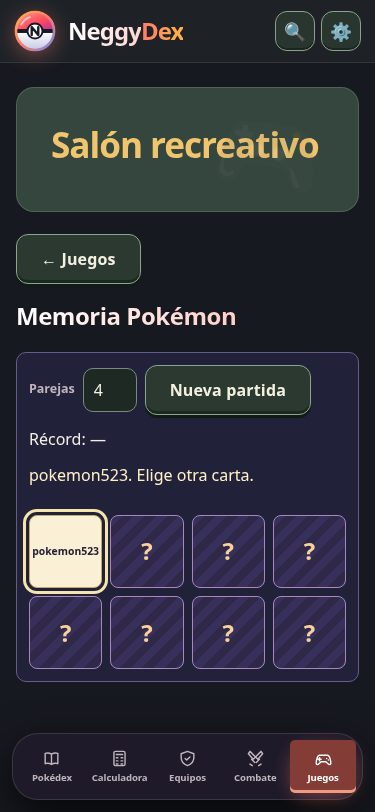 N NeggyDex
Salón recreativo
← Juegos
Memoria Pokémon
Parejas 4 Nueva partida
Récord: —
pokemon523. Elige otra carta.
pokemon523 ? ? ?
? ? ? ?
Pokédex Calculadora Equipos Combate Juegos